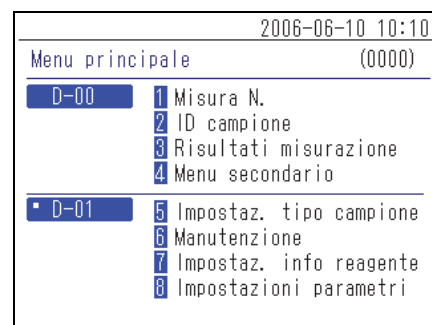 2006-06-10 10:10
Menu principale (0000)
D-00 1 Misura N.
2 ID campione
3 Risultati misurazione
4 Menu secondario
D-01 5 Impostaz. tipo campione
6 Manutenzione
7 Impostaz. info reagente
8 Impostazioni parametri